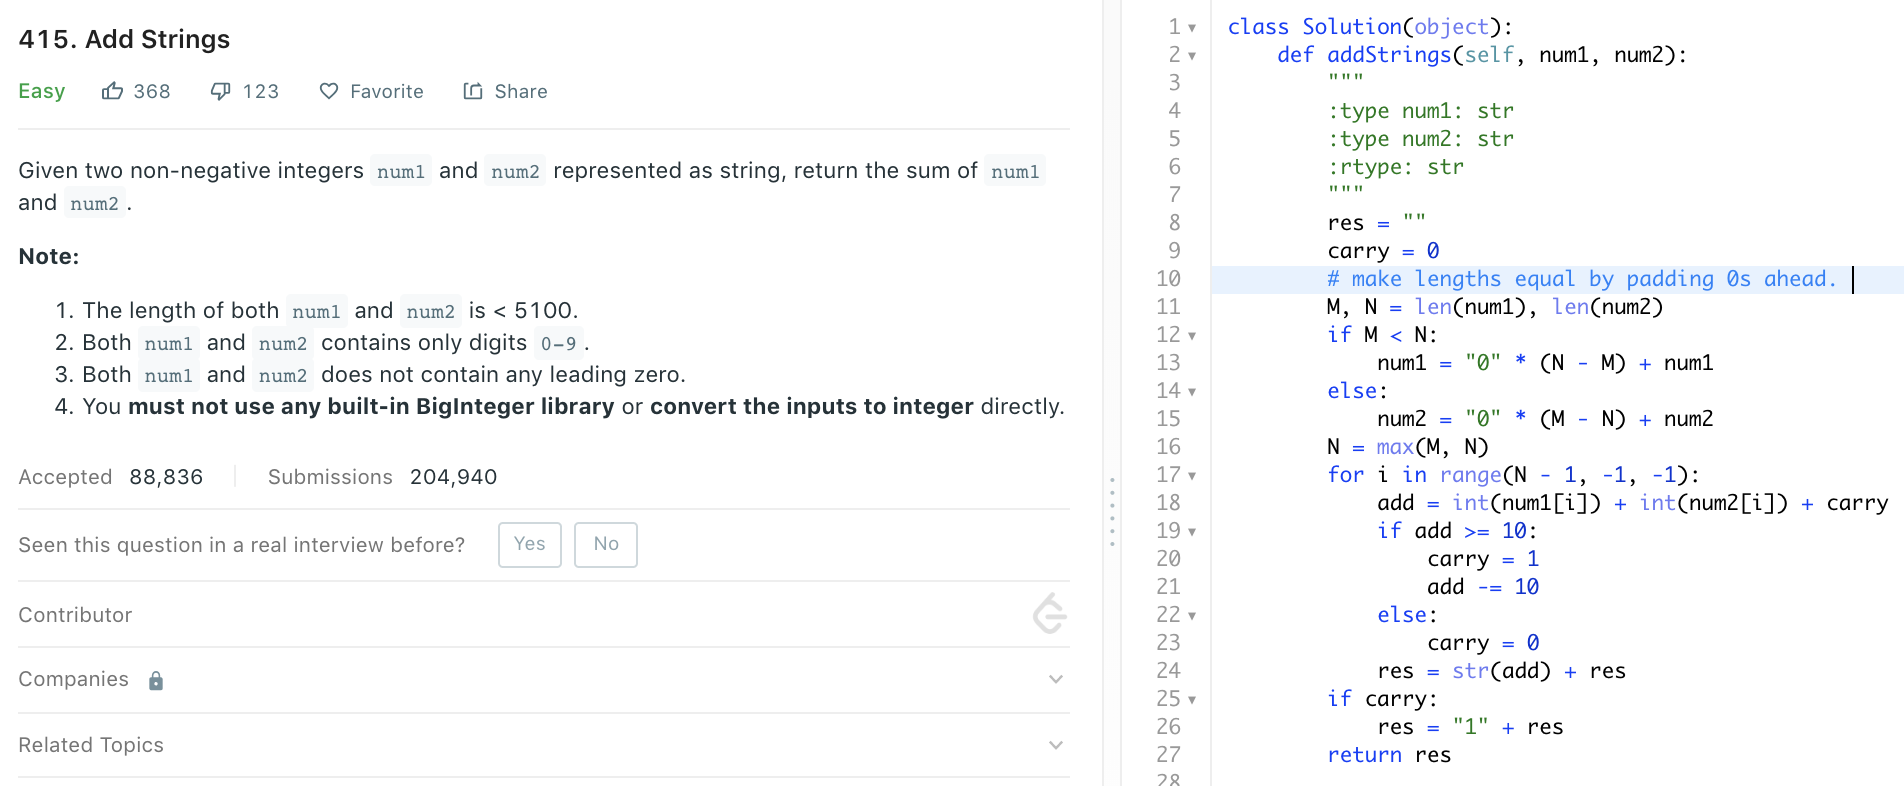 415. Add Strings
Easy 368 123 Favorite Share
Given two non-negative integers num1 and num2 represented as string, return the sum of num1
and num2 .
Note:
1. The length of both num1 and num2 is < 5100.
2. Both num1 and num2 contains only digits 0-9 .
3. Both num1 and num2 does not contain any leading zero.
4. You must not use any built-in BigInteger library or convert the inputs to integer directly.
Accepted 88,836 Submissions 204,940
Seen this question in a real interview before? Yes No
Contributor
Companies
Related Topics
1 class Solution(object):
2     def addStrings(self, num1, num2):
3         """
4         :type num1: str
5         :type num2: str
6         :rtype: str
7         """
8         res = ""
9         carry = 0
10         # make lengths equal by padding 0s ahead.
11         M, N = len(num1), len(num2)
12         if M < N:
13             num1 = "0" * (N - M) + num1
14         else:
15             num2 = "0" * (M - N) + num2
16         N = max(M, N)
17         for i in range(N - 1, -1, -1):
18             add = int(num1[i]) + int(num2[i]) + carry
19             if add >= 10:
20                 carry = 1
21                 add -= 10
22             else:
23                 carry = 0
24             res = str(add) + res
25         if carry:
26             res = "1" + res
27         return res
28